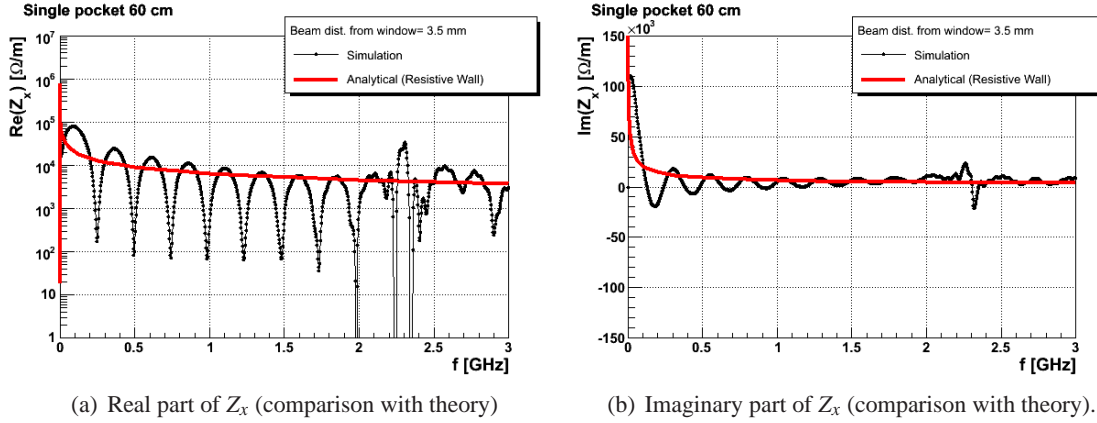 Single pocket 60 cm
Re(Z_x) [Ω/m]
10^7
10^6
10^5
10^4
10^3
10^2
10
1
Beam dist. from window= 3.5 mm
Simulation
Analytical (Resistive Wall)
0 0.5 1 1.5 2 2.5 3
f [GHz]
(a) Real part of Z_x (comparison with theory)
Single pocket 60 cm
×10^3
Im(Z_x) [Ω/m]
150
100
50
0
-50
-100
-150
Beam dist. from window= 3.5 mm
Simulation
Analytical (Resistive Wall)
0 0.5 1 1.5 2 2.5 3
f [GHz]
(b) Imaginary part of Z_x (comparison with theory).